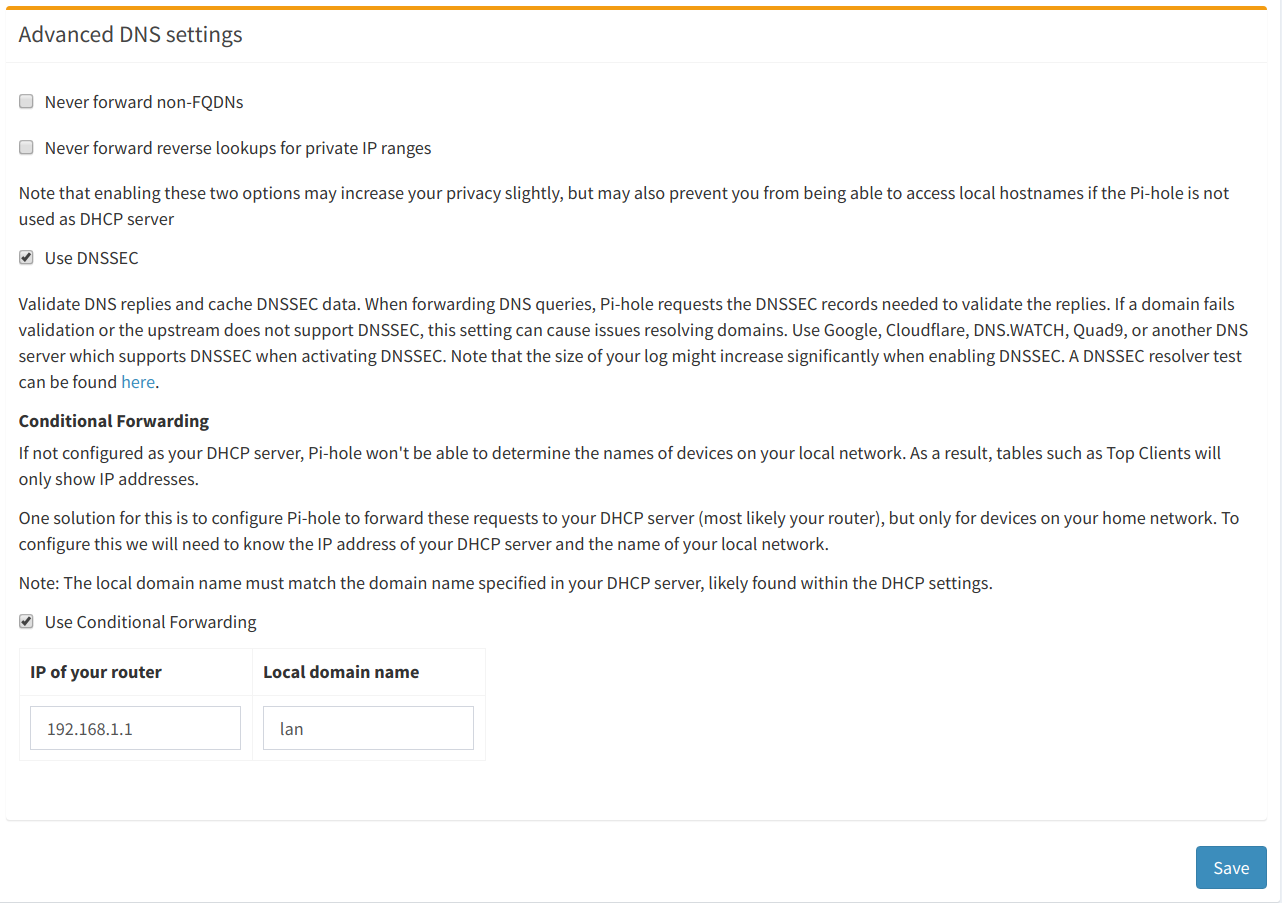 Advanced DNS settings
Never forward non-FQDNs
Never forward reverse lookups for private IP ranges
Note that enabling these two options may increase your privacy slightly, but may also prevent you from being able to access local hostnames if the Pi-hole is not
used as DHCP server
Use DNSSEC
Validate DNS replies and cache DNSSEC data. When forwarding DNS queries, Pi-hole requests the DNSSEC records needed to validate the replies. If a domain fails
validation or the upstream does not support DNSSEC, this setting can cause issues resolving domains. Use Google, Cloudflare, DNS.WATCH, Quad9, or another DNS
server which supports DNSSEC when activating DNSSEC. Note that the size of your log might increase significantly when enabling DNSSEC. A DNSSEC resolver test
can be found here.
Conditional Forwarding
If not configured as your DHCP server, Pi-hole won't be able to determine the names of devices on your local network. As a result, tables such as Top Clients will
only show IP addresses.
One solution for this is to configure Pi-hole to forward these requests to your DHCP server (most likely your router), but only for devices on your home network. To
configure this we will need to know the IP address of your DHCP server and the name of your local network.
Note: The local domain name must match the domain name specified in your DHCP server, likely found within the DHCP settings.
Use Conditional Forwarding
IP of your router Local domain name
192.168.1.1 lan
Save